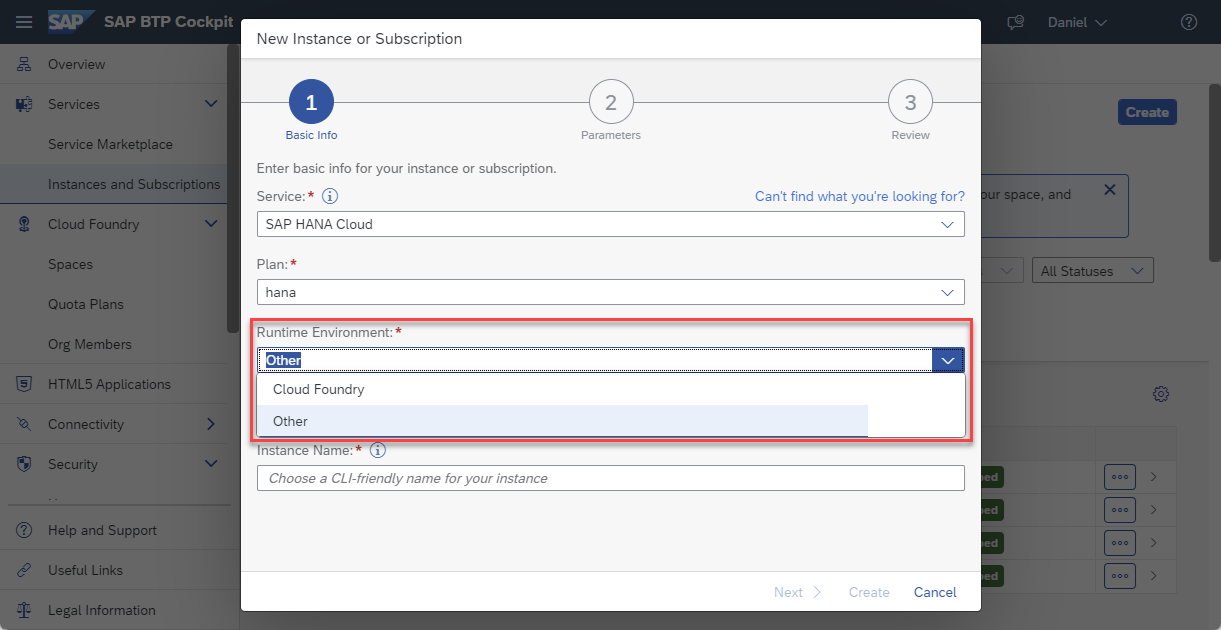 SAP SAP BTP Cockpit
Daniel
Overview
Services
Service Marketplace
Instances and Subscriptions
Cloud Foundry
Spaces
Quota Plans
Org Members
HTML5 Applications
Connectivity
Security
Help and Support
Useful Links
Legal Information
New Instance or Subscription
1
Basic Info
2
Parameters
3
Review
Enter basic info for your instance or subscription.
Service:*
Can't find what you're looking for?
SAP HANA Cloud
Plan:*
hana
Runtime Environment:*
Other
Cloud Foundry
Other
Instance Name:*
Choose a CLI-friendly name for your instance
Next
Create
Cancel
Create
our space, and
All Statuses